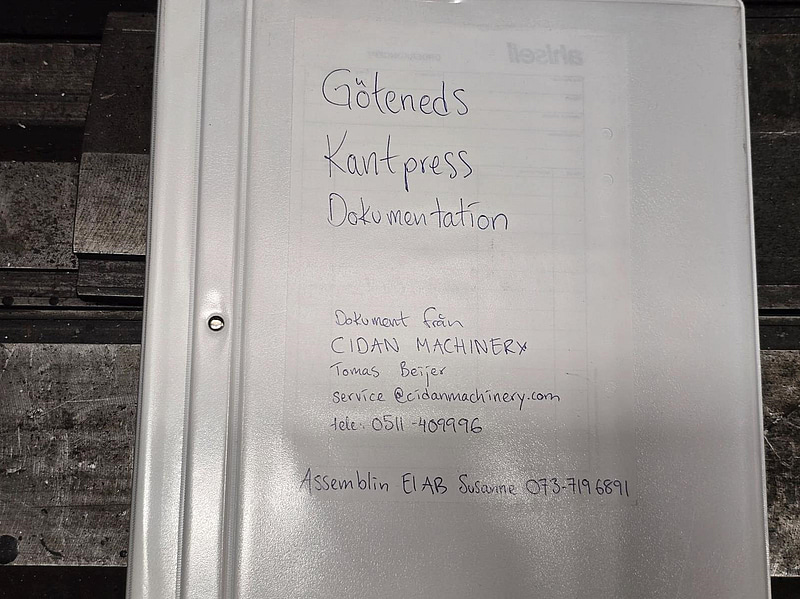 Göteneds
Kantpress
Dokumentation
Dokument från
CIDAN MACHINERY
Tomas Beijer
service@cidanmachinery.com
tele: 0511-409996
Assemblin El AB Susanne 073-7196891
ahlsell